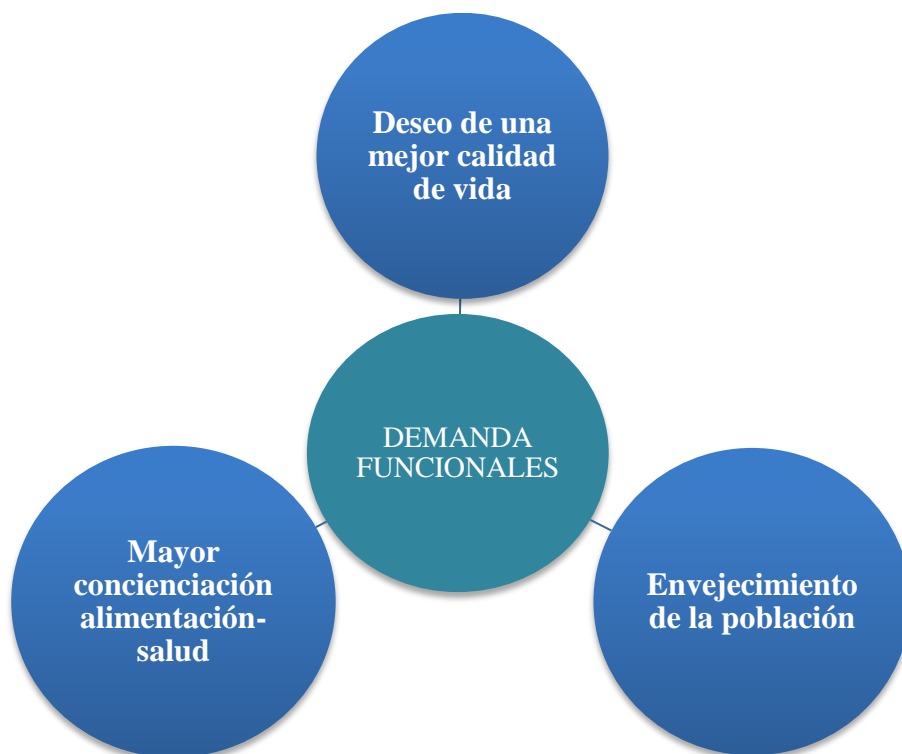 Deseo de una
mejor calidad
de vida
DEMANDA
FUNCIONALES
Mayor
concienciación
alimentación-
salud
Envejecimiento
de la población